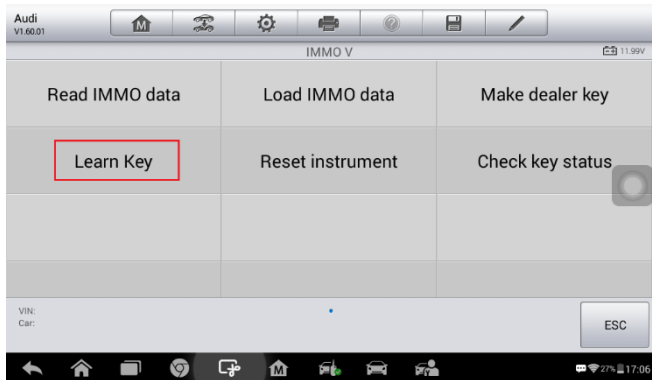 Audi
V1.60.01
IMMO V
11.99V
Read IMMO data
Load IMMO data
Make dealer key
Learn Key
Reset instrument
Check key status
VIN:
Car:
ESC
27% 17:06